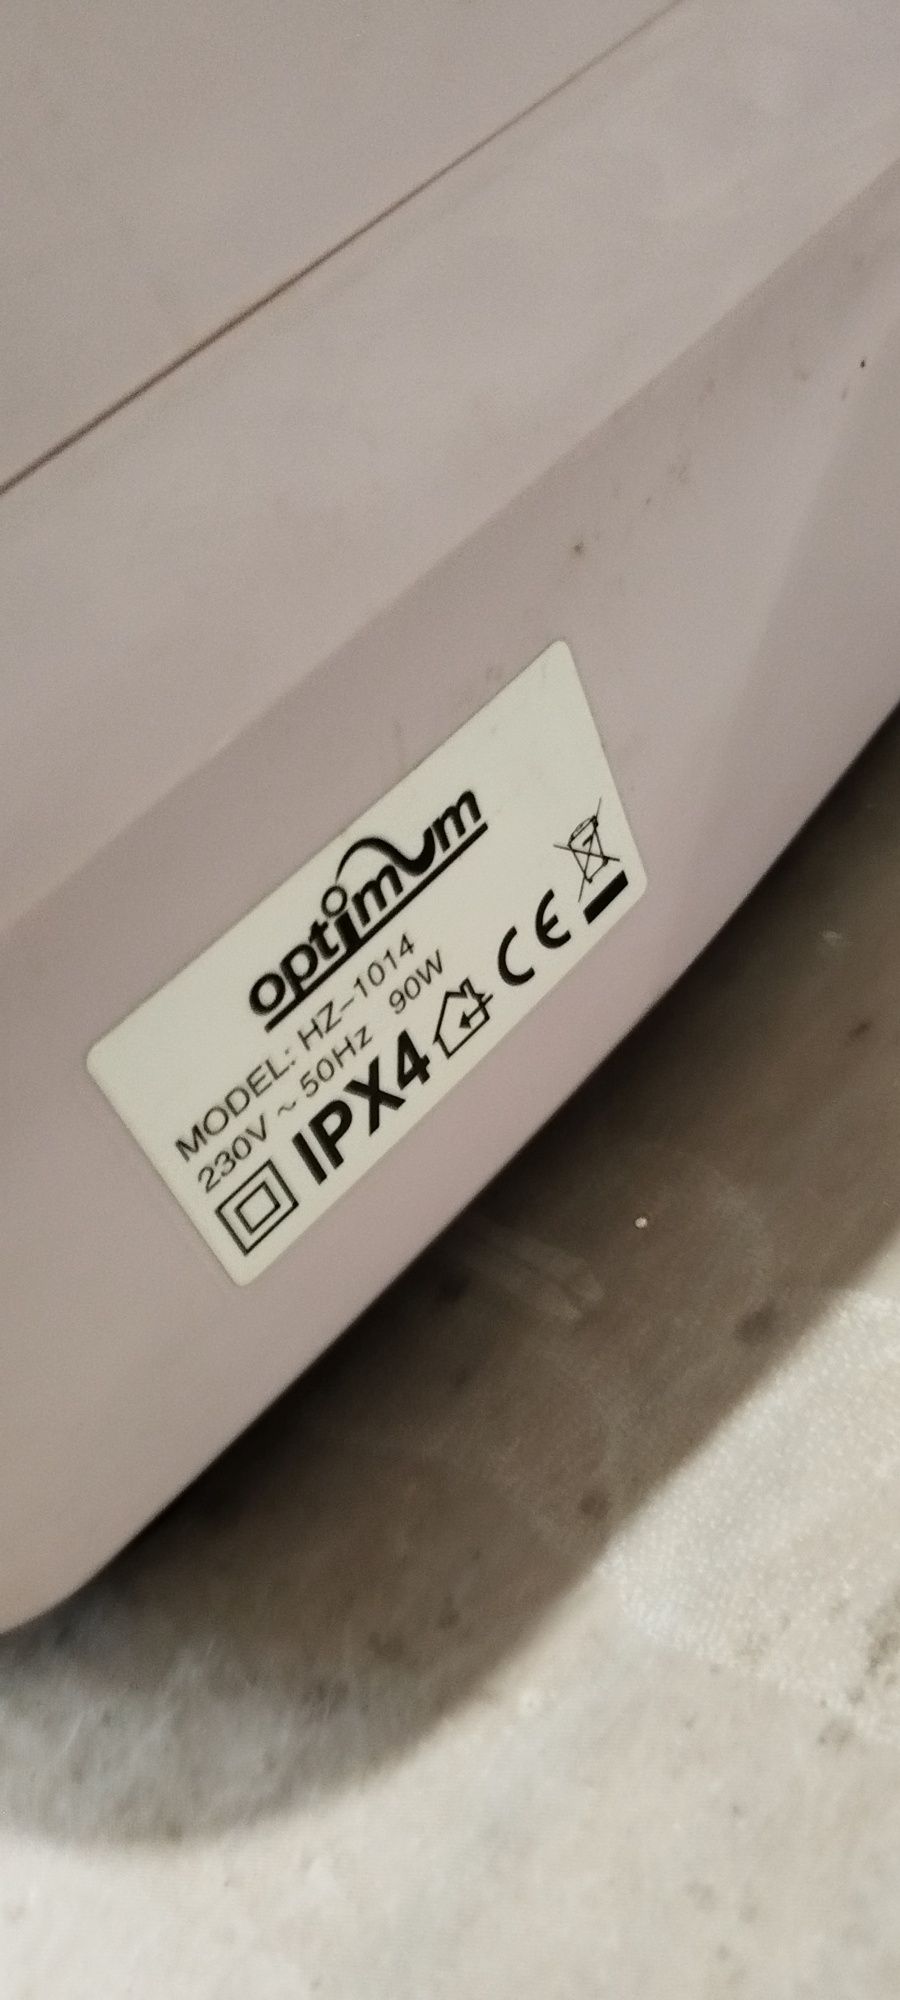 optimum
MODEL: HZ-1014
230V ~ 50Hz 90W
IPX4 CE